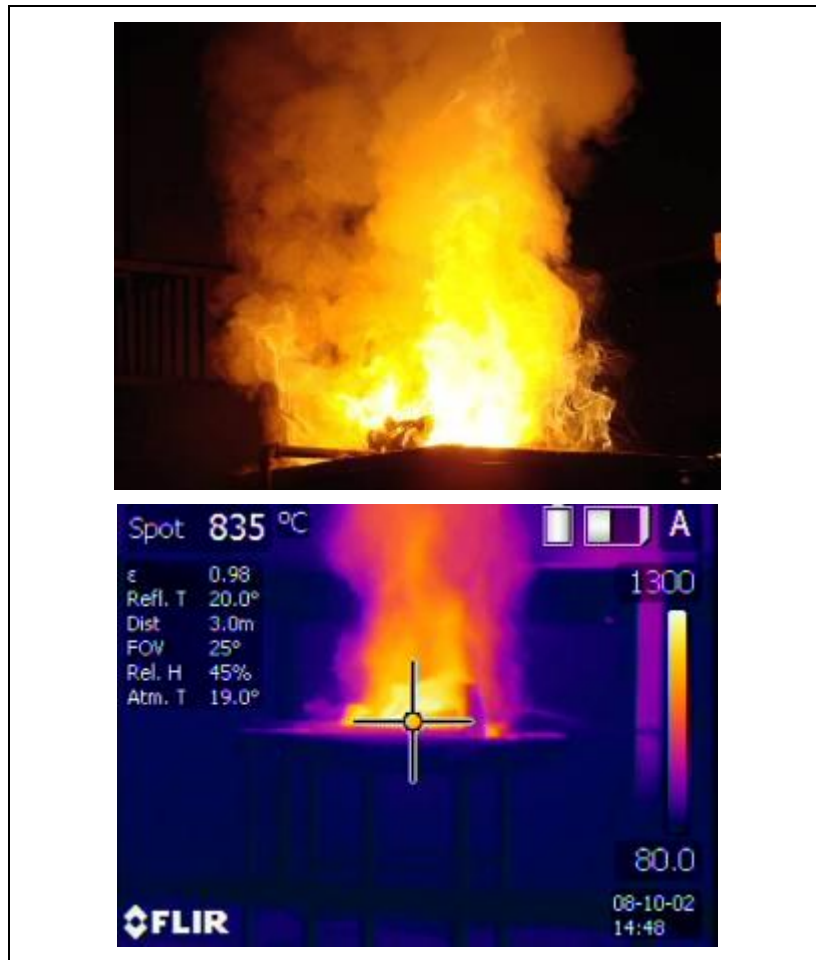 Spot 835 °C
A
ε 0.98
Refl. T 20.0°
Dist 3.0m
FOV 25°
Rel. H 45%
Atm. T 19.0°
1300
80.0
08-10-02
14:48
FLIR